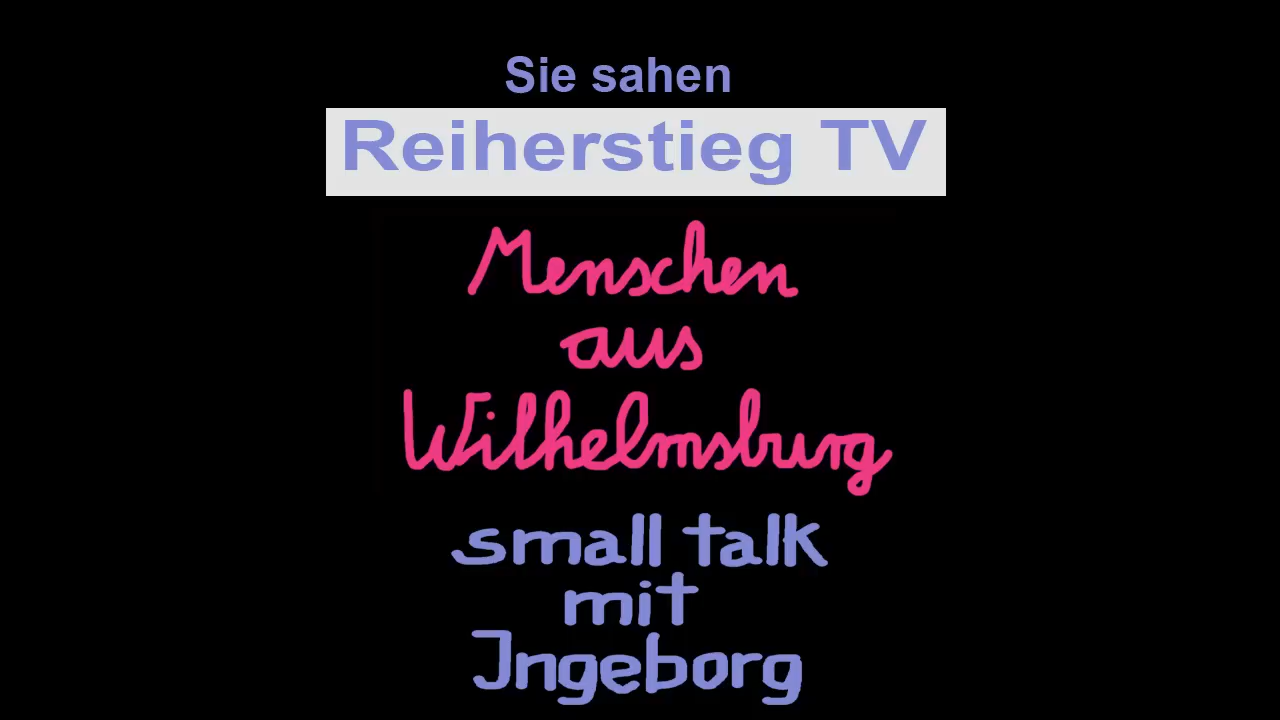 Sie sahen
Reiherstieg TV
Menschen
aus
Wilhelmsburg
small talk
mit
Jngeborg